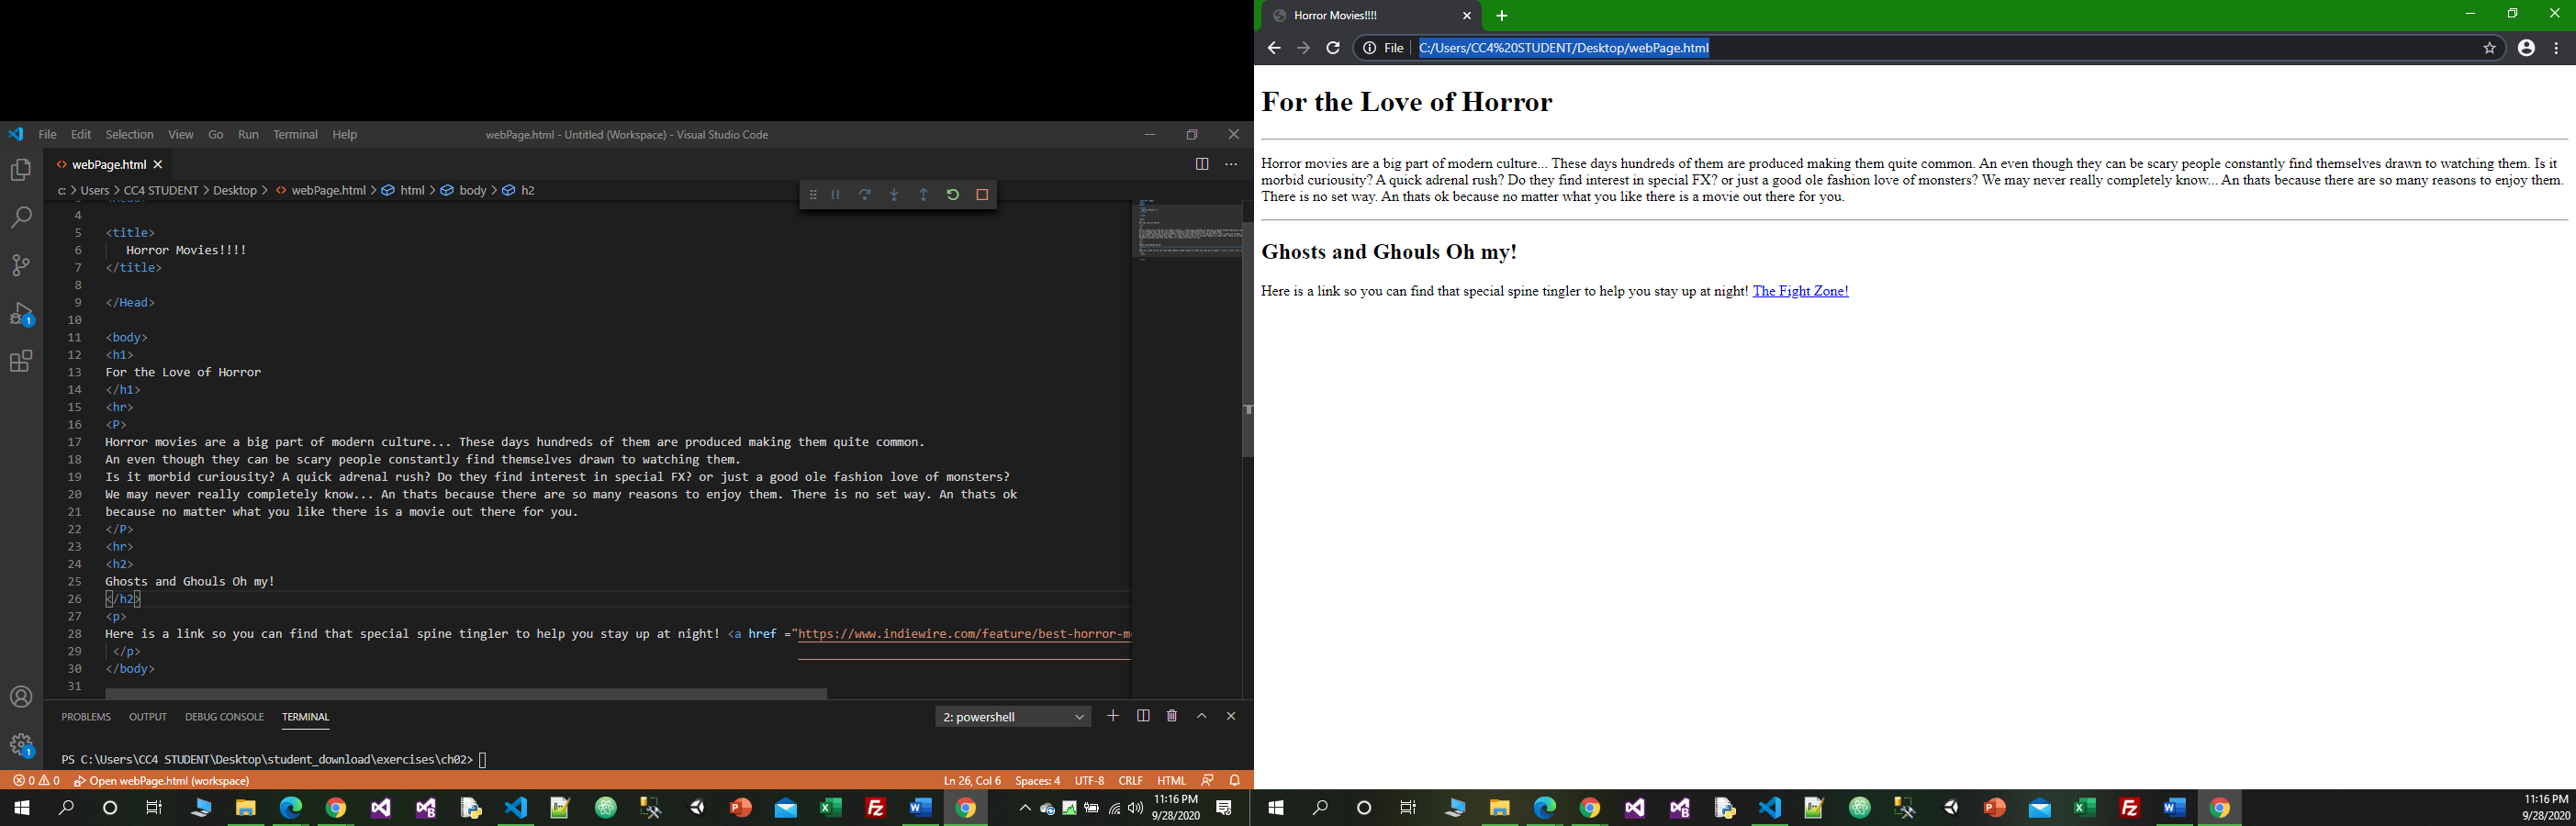 File Edit Selection View Go Run Terminal Help
webPage.html - Untitled (Workspace) - Visual Studio Code
webPage.html
c: > Users > CC4 STUDENT > Desktop > webPage.html > html > body > h2
4
5 <title>
6 Horror Movies!!!!
7 </title>
8
9 </Head>
10
11 <body>
12 <h1>
13 For the Love of Horror
14 </h1>
15 <hr>
16 <P>
17 Horror movies are a big part of modern culture... These days hundreds of them are produced making them quite common.
18 An even though they can be scary people constantly find themselves drawn to watching them.
19 Is it morbid curiousity? A quick adrenal rush? Do they find interest in special FX? or just a good ole fashion love of monsters?
20 We may never really completely know... An thats because there are so many reasons to enjoy them. There is no set way. An thats ok
21 because no matter what you like there is a movie out there for you.
22 </P>
23 <hr>
24 <h2>
25 Ghosts and Ghouls Oh my!
26 </h2>
27 <p>
28 Here is a link so you can find that special spine tingler to help you stay up at night! <a href ="https://www.indiewire.com/feature/best-horror-m
29 </p>
30 </body>
31
PROBLEMS OUTPUT DEBUG CONSOLE TERMINAL
2: powershell
PS C:\Users\CC4 STUDENT\Desktop\student_download\exercises\ch02>
0 0 Open webPage.html (workspace)
Ln 26, Col 6 Spaces: 4 UTF-8 CRLF HTML
11:16 PM
9/28/2020
Horror Movies!!!!
File C:/Users/CC4%20STUDENT/Desktop/webPage.html
For the Love of Horror
Horror movies are a big part of modern culture... These days hundreds of them are produced making them quite common. An even though they can be scary people constantly find themselves drawn to watching them. Is it
morbid curiousity? A quick adrenal rush? Do they find interest in special FX? or just a good ole fashion love of monsters? We may never really completely know... An thats because there are so many reasons to enjoy them.
There is no set way. An thats ok because no matter what you like there is a movie out there for you.
Ghosts and Ghouls Oh my!
Here is a link so you can find that special spine tingler to help you stay up at night! The Fight Zone!
11:16 PM
9/28/2020